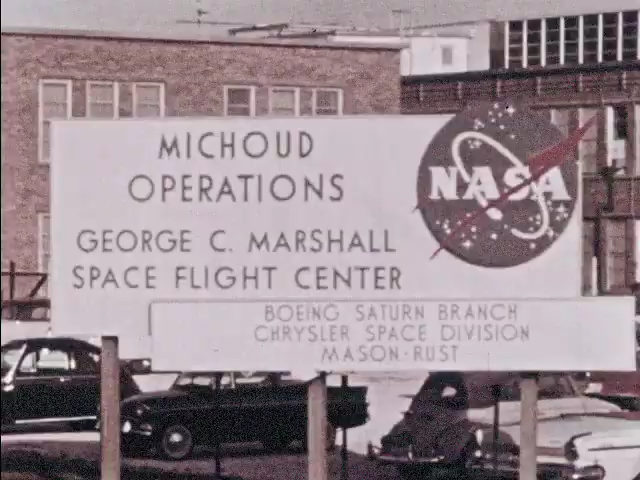 MICHOUD
OPERATIONS
GEORGE C. MARSHALL
SPACE FLIGHT CENTER
NASA
BOEING SATURN BRANCH
CHRYSLER SPACE DIVISION
MASON-RUST